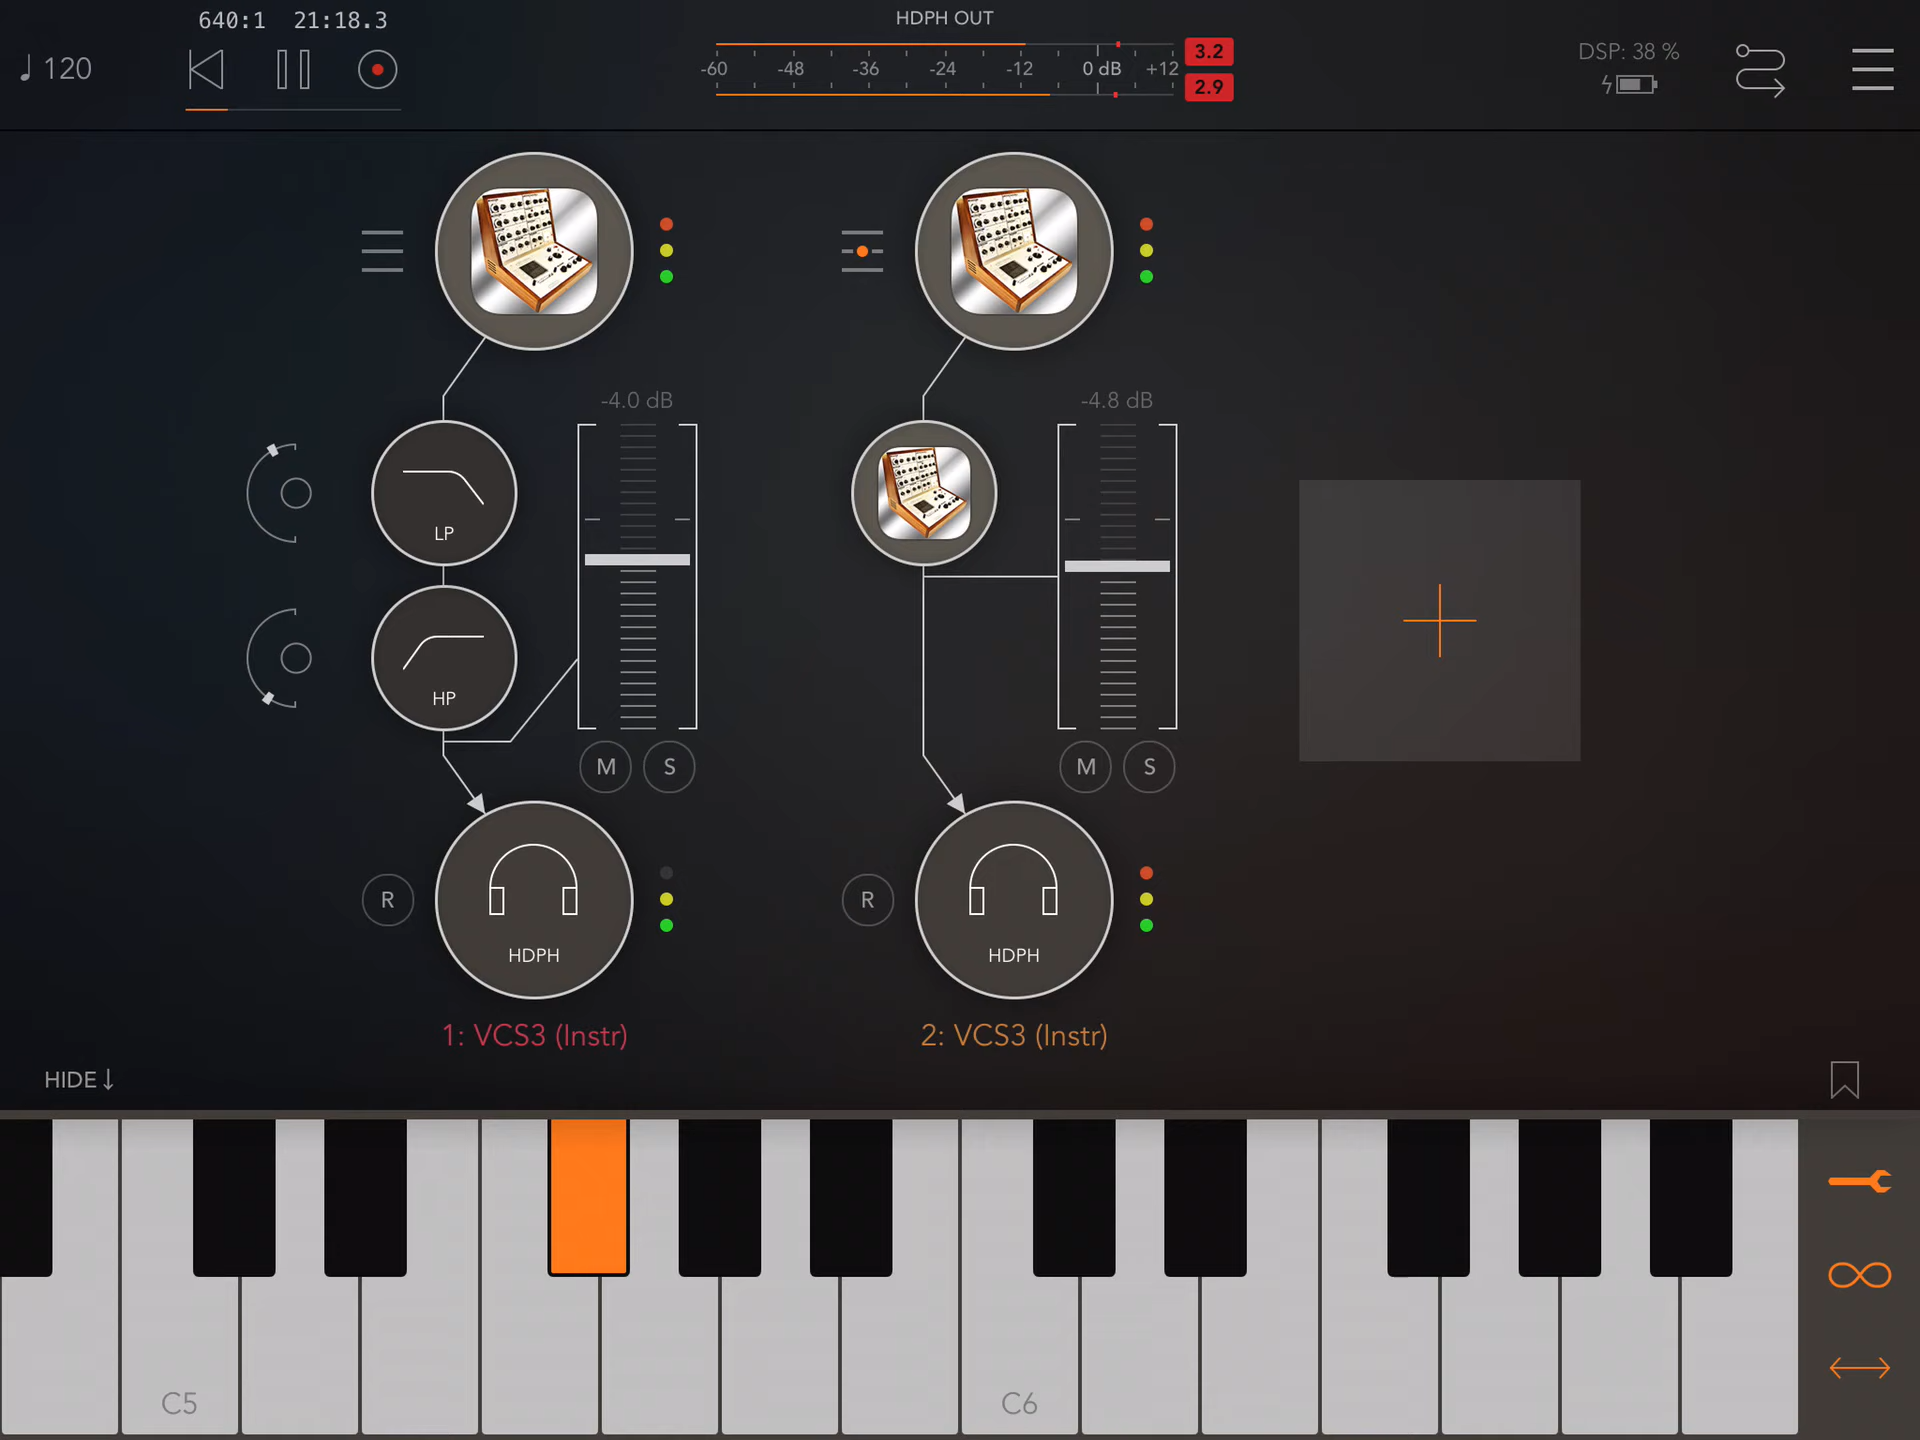 640:1 21:18.3
HDPH OUT
♩ 120
-60 -48 -36 -24 -12 0 dB +12
3.2
2.9
DSP: 38 %
-4.0 dB
-4.8 dB
LP
HP
M S
M S
R
HDPH
R
HDPH
1: VCS3 (Instr)
2: VCS3 (Instr)
HIDE↓
C5
C6